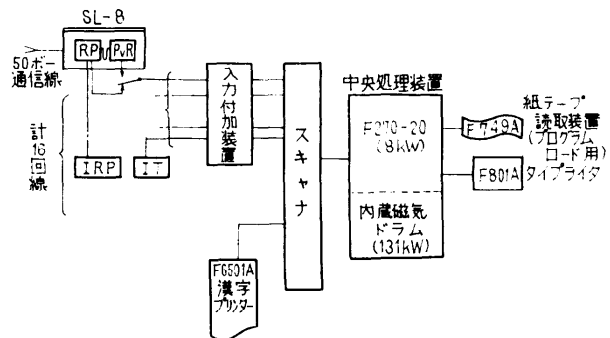 SL-8
RP
PvR
50ボー
通信線
計16回線
IRP
IT
入力付加装置
スキャナ
F6501A
漢字
プリンター
中央処理装置
F270-20
(8kW)
内蔵磁気
ドラム
(131kW)
F749A
紙テープ
読取装置
(プログラム
ロード用)
F801A
タイプライタ